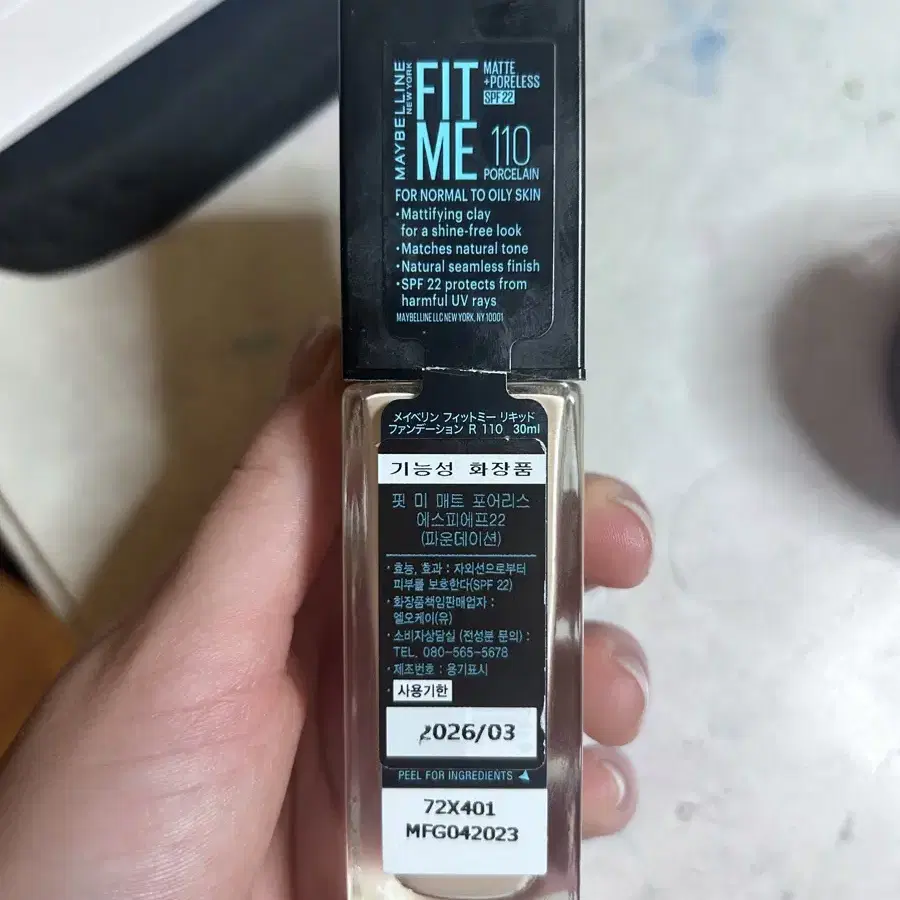 MAYBELLINE
NEW YORK
FIT
ME
MATTE
+PORELESS
SPF 22
110
PORCELAIN
FOR NORMAL TO OILY SKIN
•Mattifying clay
for a shine-free look
•Matches natural tone
•Natural seamless finish
•SPF 22 protects from
harmful UV rays
MAYBELLINE LLC NEW YORK, NY 10001
メイベリン フィットミー リキッド
ファンデーション R 110 30ml
기능성 화장품
핏 미 매트 포어리스
에스피에프22
(파운데이션)
·효능, 효과 : 자외선으로부터
피부를 보호한다(SPF 22)
·화장품책임판매업자 :
엘오케이(유)
·소비자상담실 (전성분 문의) :
TEL. 080-565-5678
·제조번호 : 용기표시
·사용기한
2026/03
PEEL FOR INGREDIENTS
72X401
MFG042023